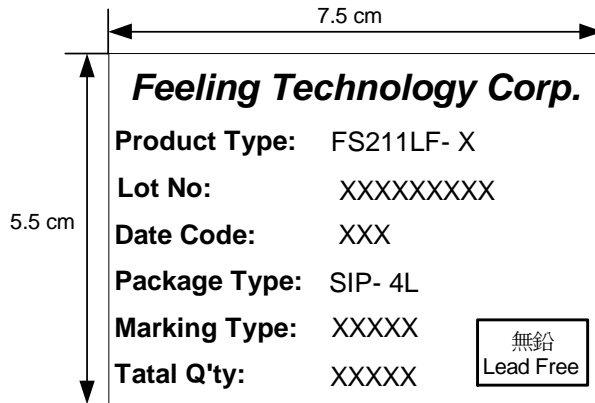 7.5 cm
Feeling Technology Corp.
Product Type: FS211LF- X
Lot No: XXXXXXXXX
5.5 cm
Date Code: XXX
Package Type: SIP- 4L
Marking Type: XXXXX
無鉛
Lead Free
Tatal Q'ty: XXXXX